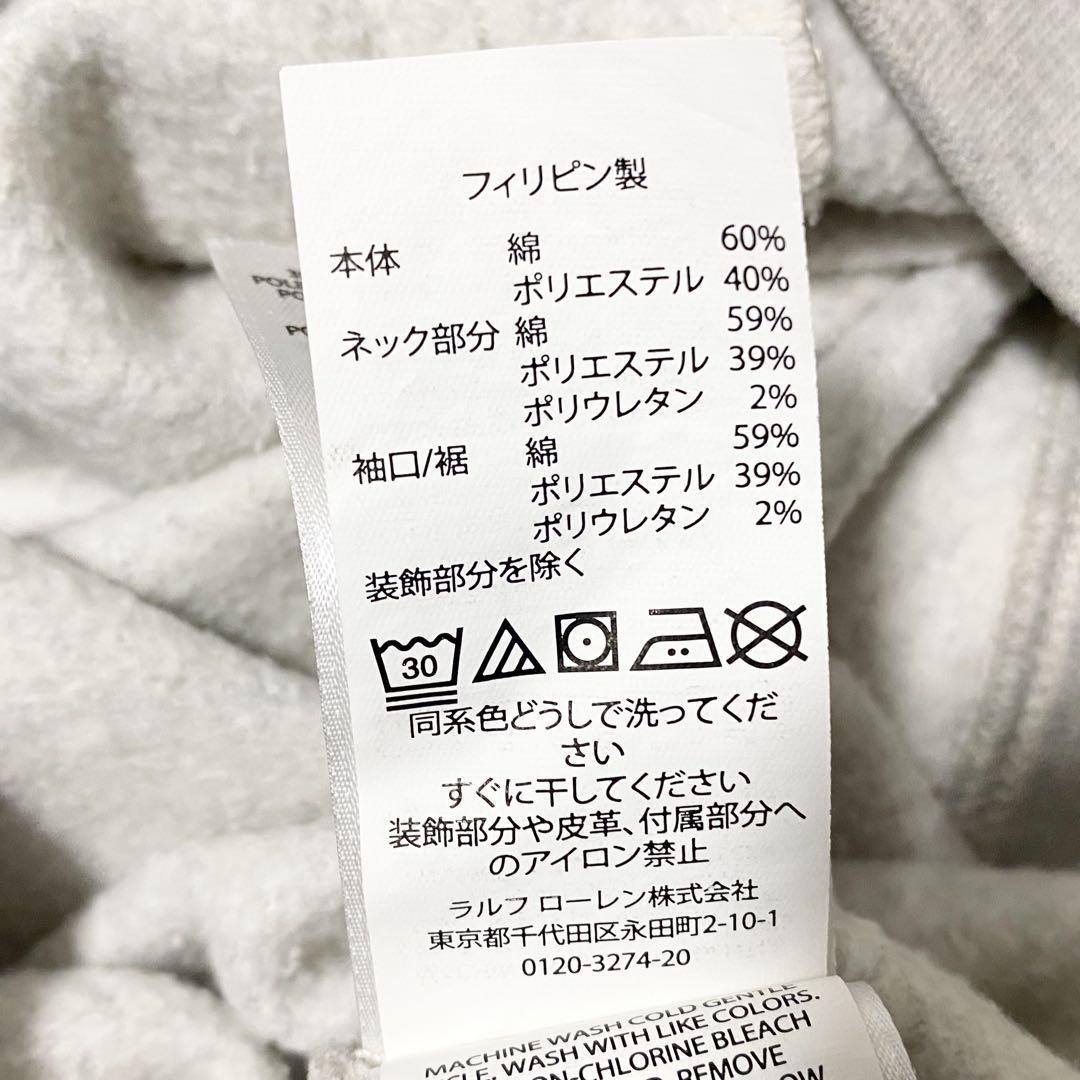 フィリピン製
本体 綿 60%
ポリエステル 40%
ネック部分 綿 59%
ポリエステル 39%
ポリウレタン 2%
袖口/裾 綿 59%
ポリエステル 39%
ポリウレタン 2%
装飾部分を除く
30
同系色どうしで洗ってくだ
さい
すぐに干してください
装飾部分や皮革、付属部分へ
のアイロン禁止
ラルフ ローレン株式会社
東京都千代田区永田町2-10-1
0120-3274-20
MACHINE WASH COLD GENTLE
WASH WITH LIKE COLORS.
BLEACH
REMOVE